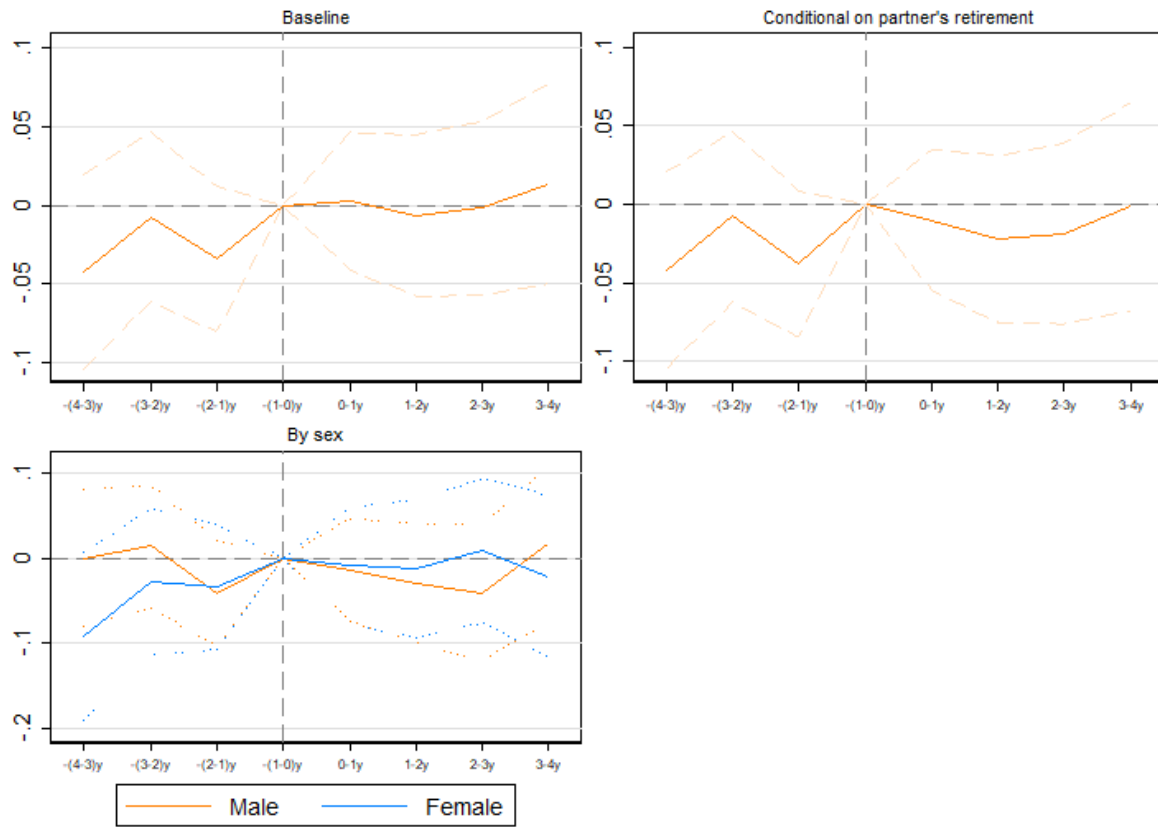 Baseline
.1
.05
0
-.05
-.1
-(4-3)y -(3-2)y -(2-1)y -(1-0)y 0-1y 1-2y 2-3y 3-4y
Conditional on partner's retirement
.1
.05
0
-.05
-.1
-(4-3)y -(3-2)y -(2-1)y -(1-0)y 0-1y 1-2y 2-3y 3-4y
By sex
.1
0
-.1
-.2
-(4-3)y -(3-2)y -(2-1)y -(1-0)y 0-1y 1-2y 2-3y 3-4y
Male Female